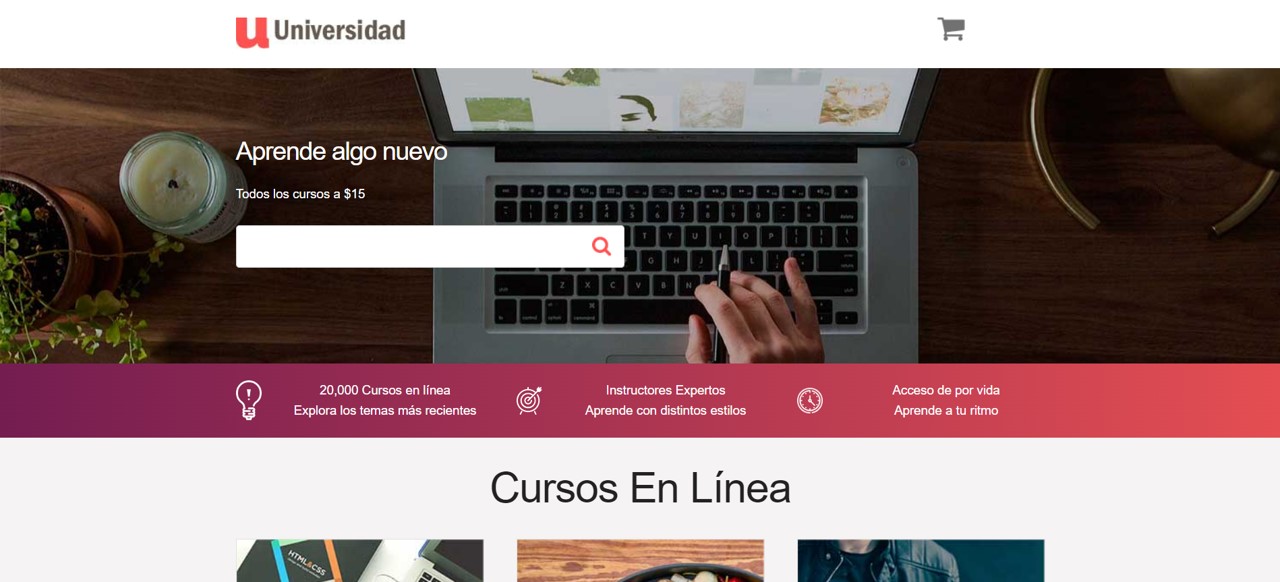 Universidad
Aprende algo nuevo
Todos los cursos a $15
20,000 Cursos en línea
Explora los temas más recientes
Instructores Expertos
Aprende con distintos estilos
Acceso de por vida
Aprende a tu ritmo
Cursos En Línea
HTML&CSS